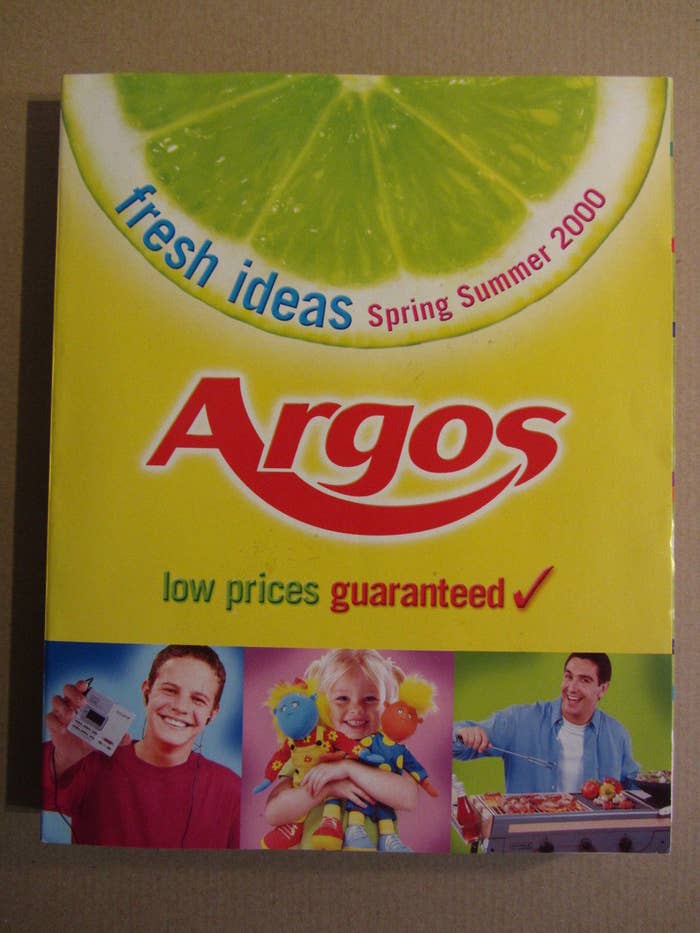 fresh ideas Spring Summer 2000
Argos
low prices guaranteed